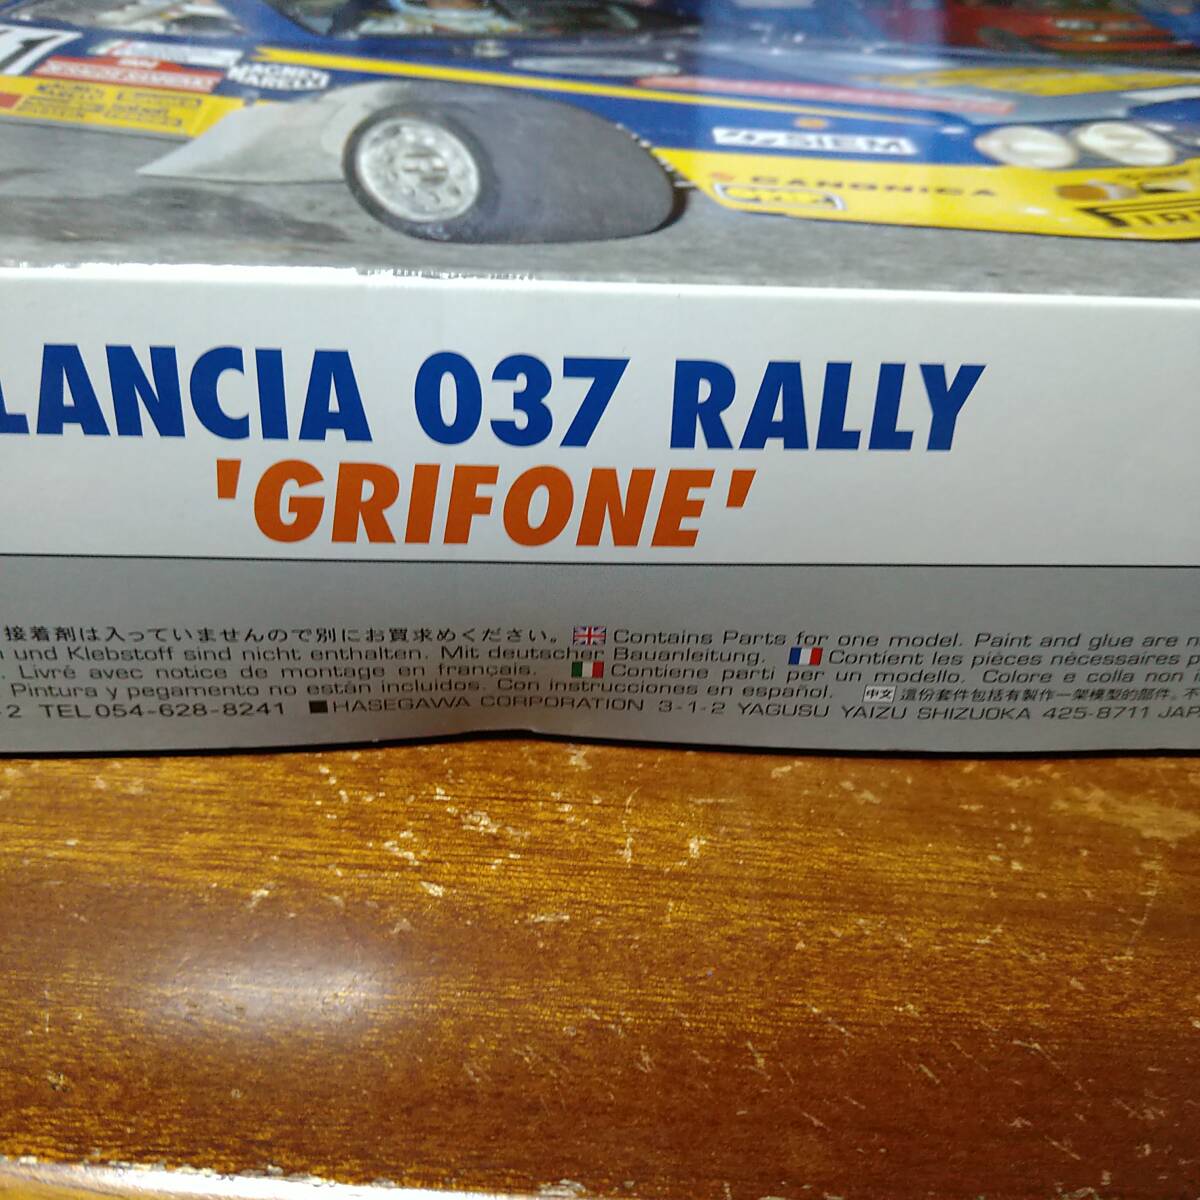 MAGNETI
MARELLI
SIEM
CANONICA
LANCIA 037 RALLY
'GRIFONE'
接着剤は入っていませんので別にお買求めください。 Contains Parts for one model. Paint and glue are
und Klebstoff sind nicht enthalten. Mit deutscher Bauanleitung. Contient les pièces nécessaires
. Livré avec notice de montage en français. Contiene parti per un modello. Colore e colla non
. Pintura y pegamento no están incluidos. Con instrucciones en español. 中文 這份套件包括有製作一架模型的部件。不
-2 TEL054-628-8241 ■HASEGAWA CORPORATION 3-1-2 YAGUSU YAIZU SHIZUOKA 425-8711 JAP